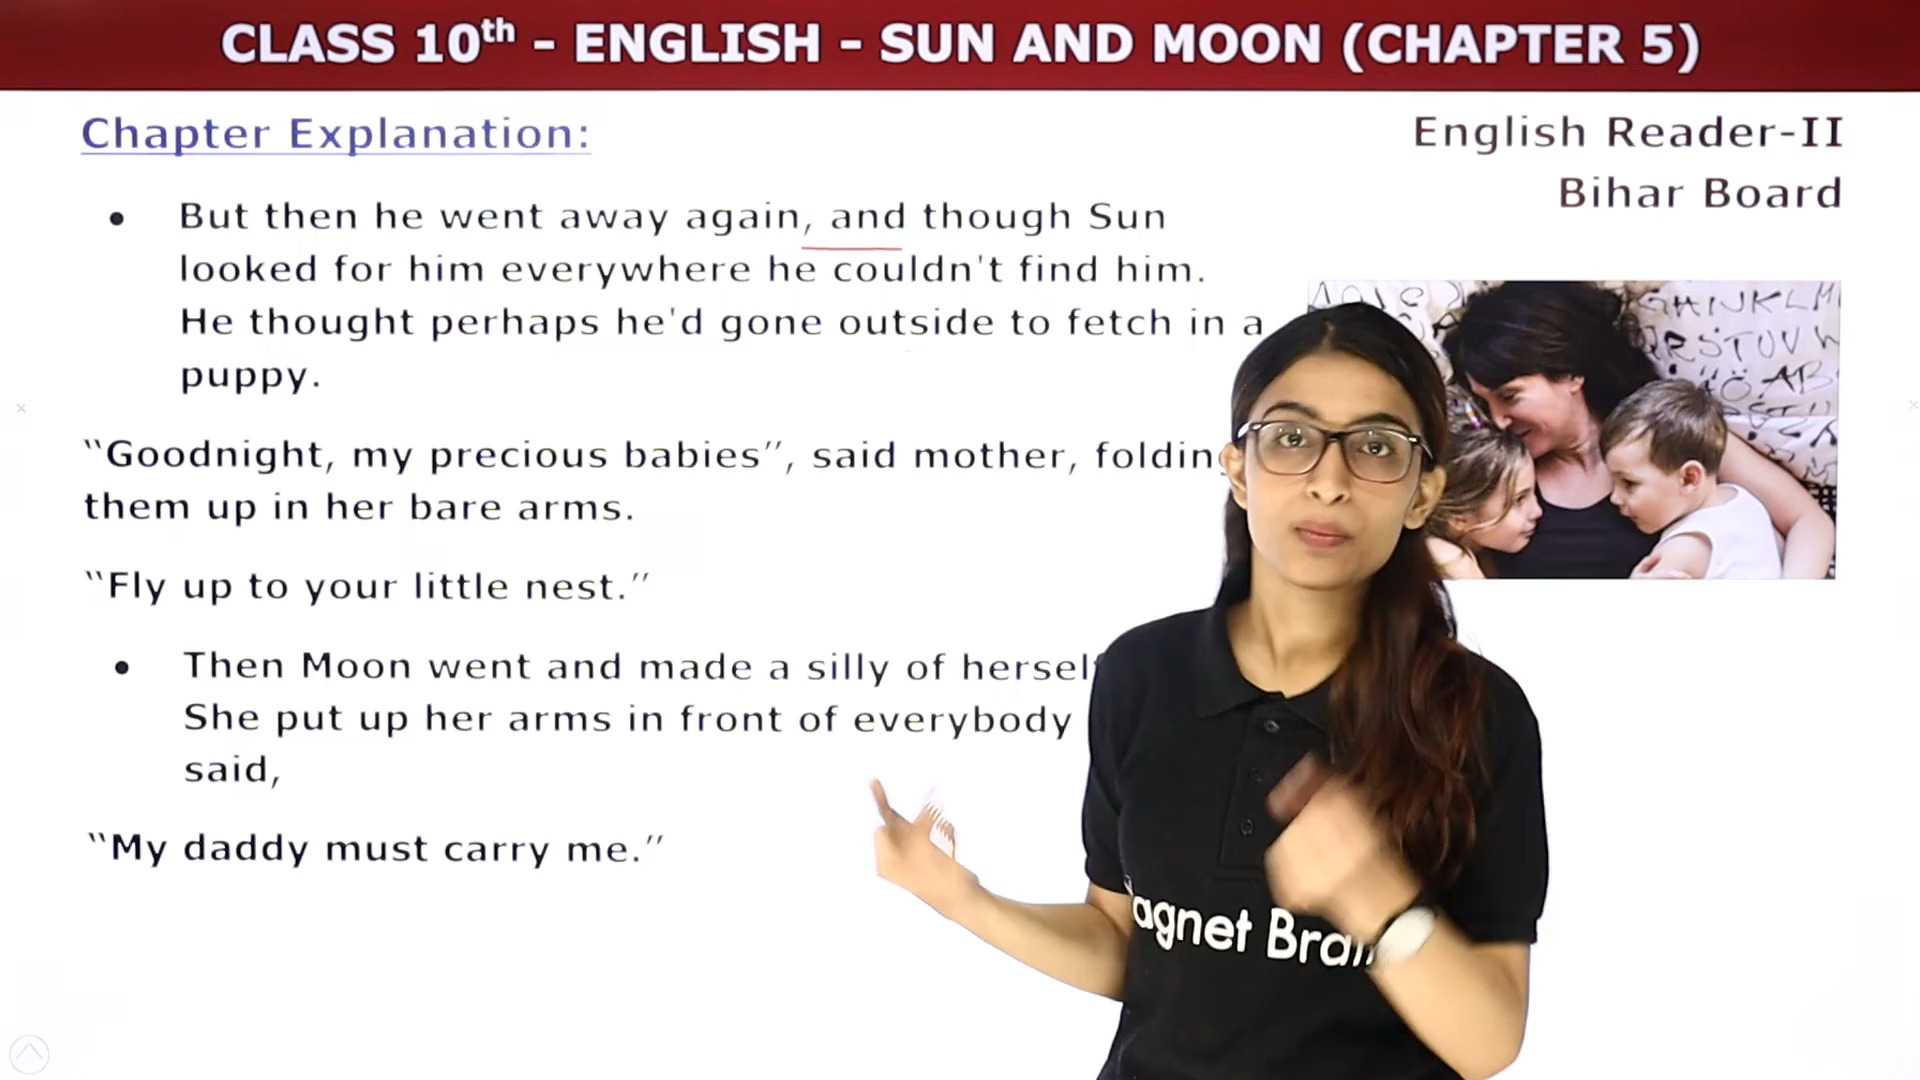 CLASS 10th - ENGLISH - SUN AND MOON (CHAPTER 5)
Chapter Explanation:
English Reader-II
Bihar Board
• But then he went away again, and though Sun
looked for him everywhere he couldn't find him.
He thought perhaps he'd gone outside to fetch in a
puppy.
“Goodnight, my precious babies”, said mother, folding
them up in her bare arms.
“Fly up to your little nest.”
• Then Moon went and made a silly of herself
She put up her arms in front of everybody
said,
“My daddy must carry me.”
agnet Brai